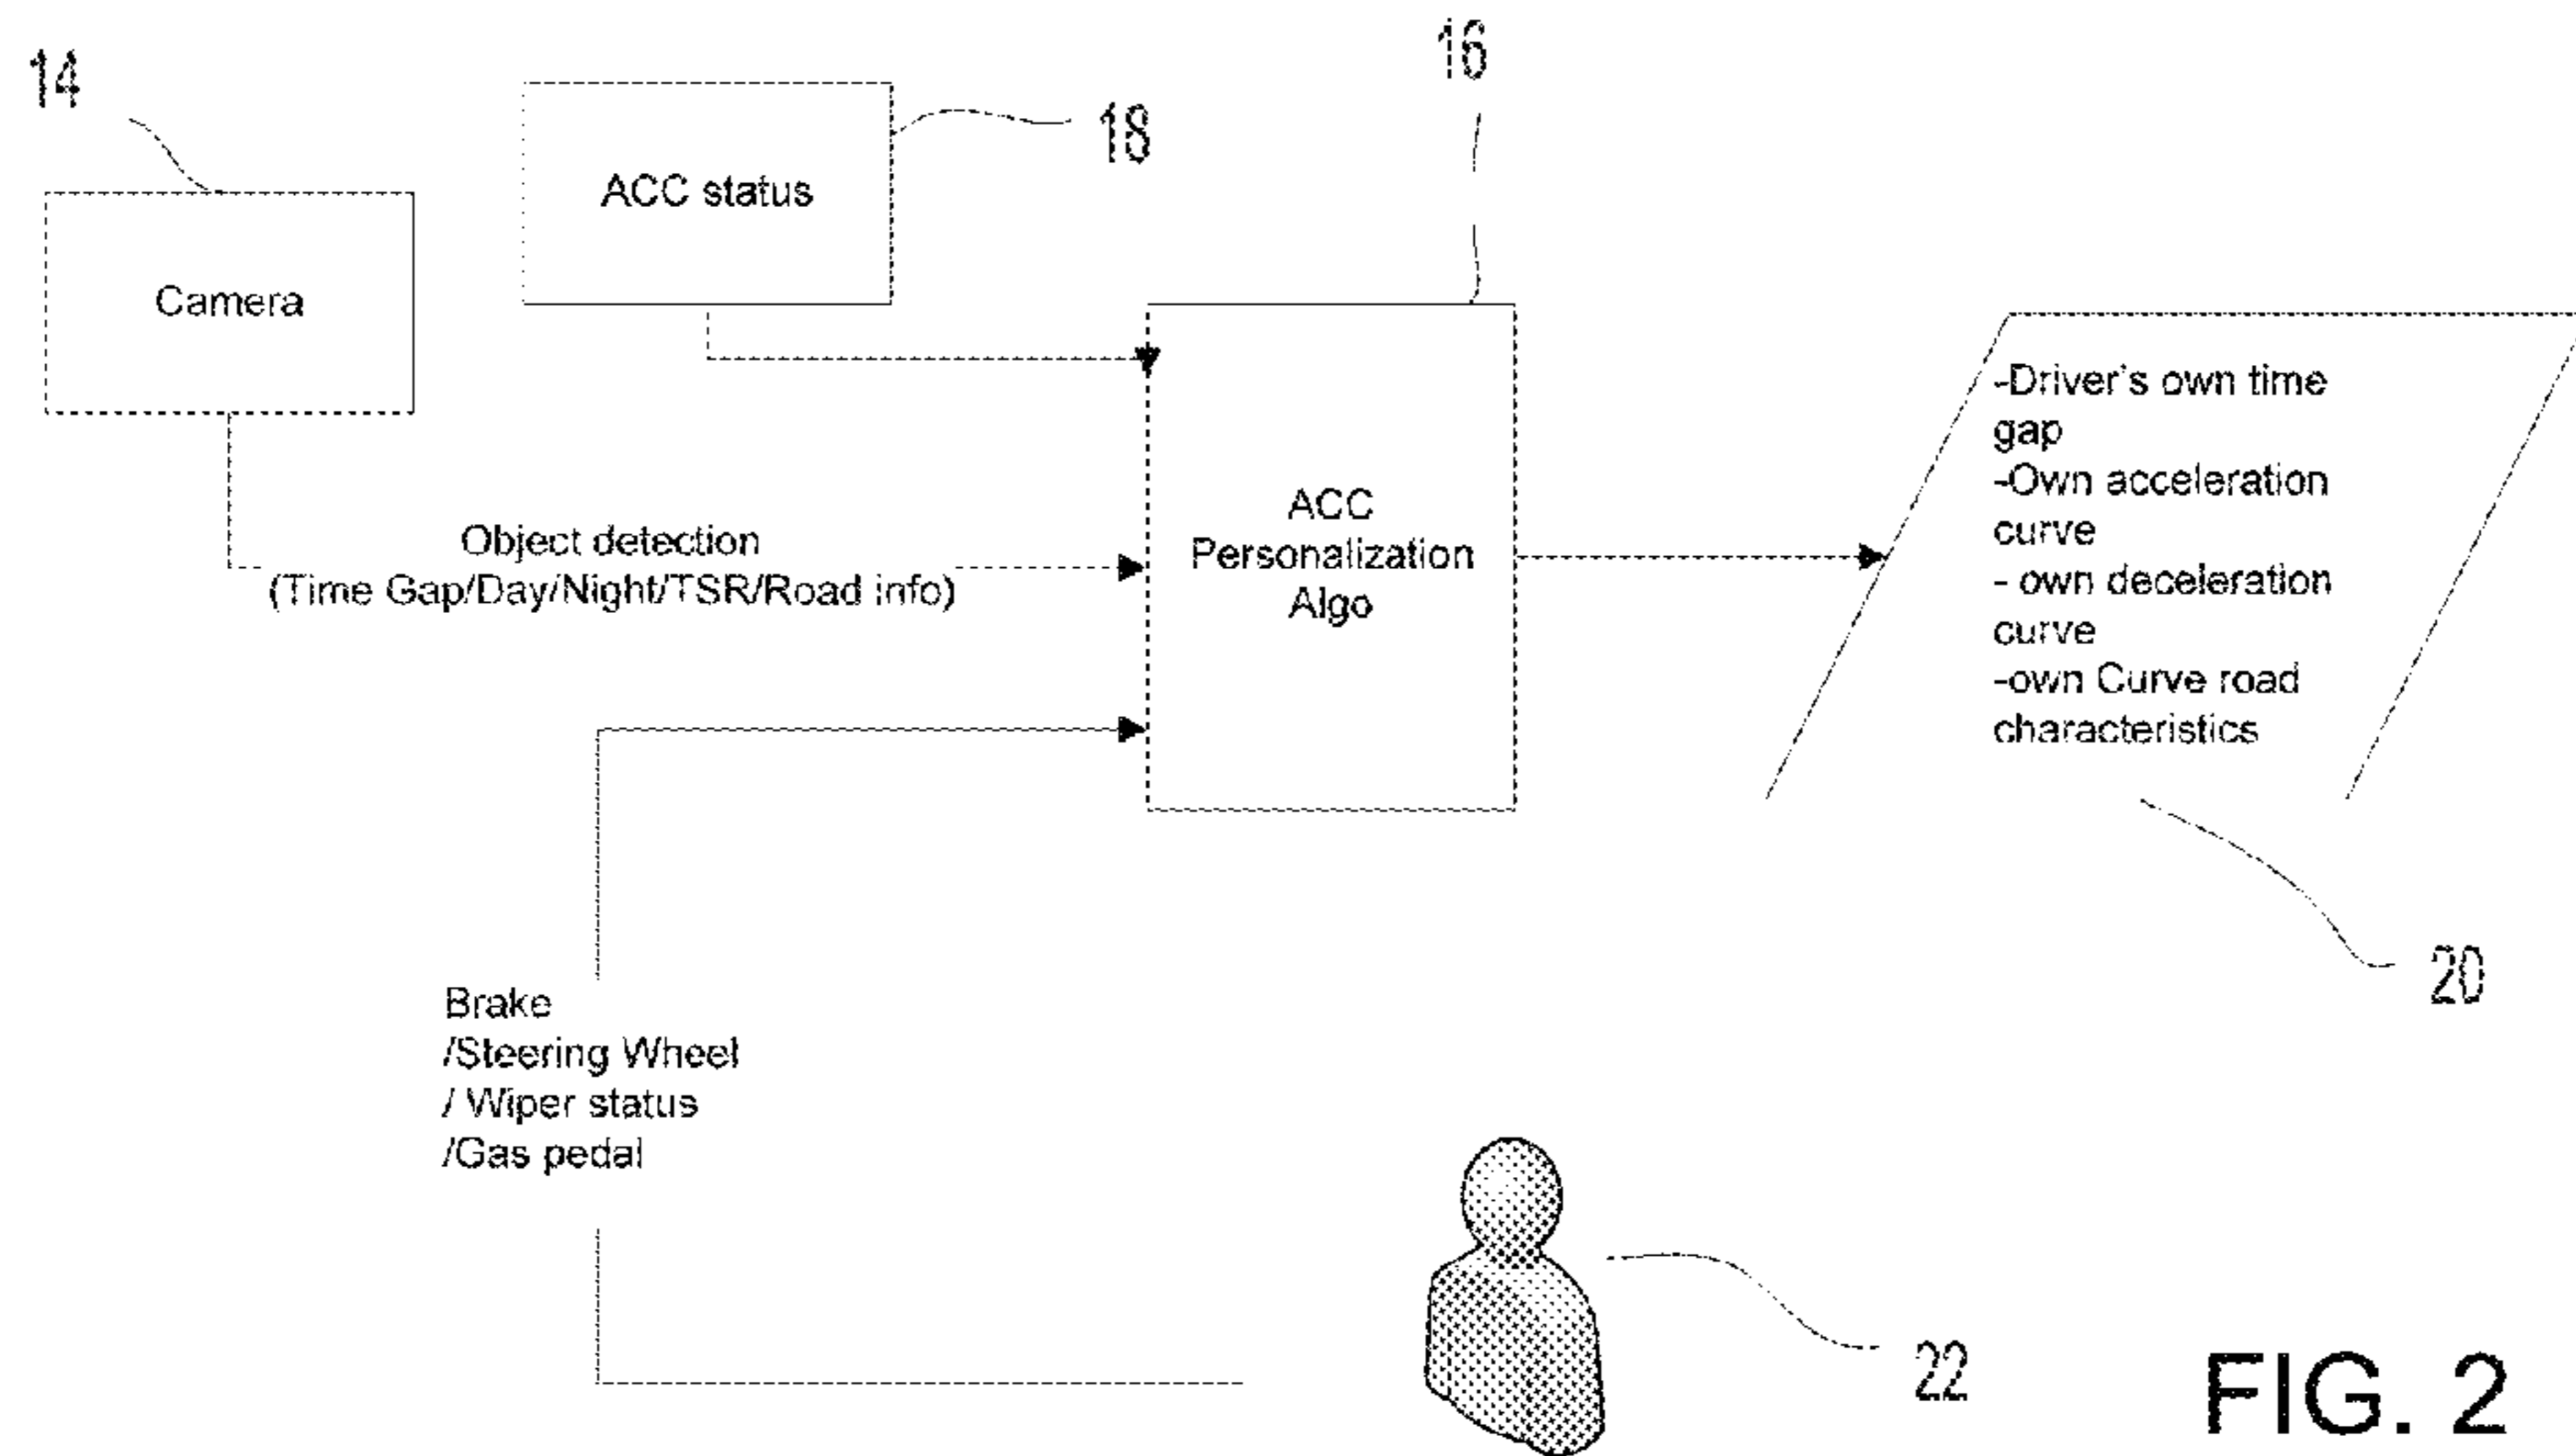 14
18
16
ACC status
Camera
Object detection
(Time Gap/Day/Night/TSR/Road info)
ACC
Personalization
Algo
-Driver's own time
gap
-Own acceleration
curve
- own deceleration
curve
-own Curve road
characteristics
20
Brake
/Steering Wheel
/ Wiper status
/Gas pedal
22
FIG. 2